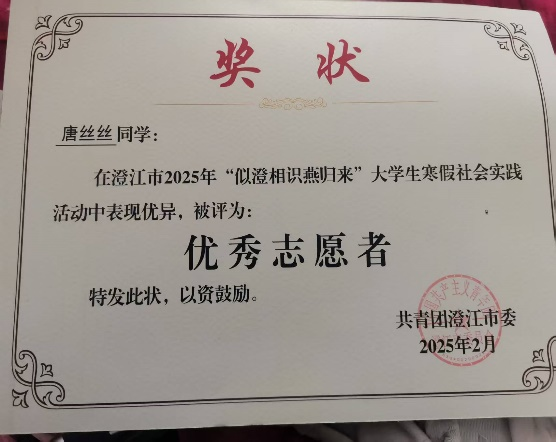 奖 状
唐丝丝同学：
在澄江市2025年“似澄相识燕归来”大学生寒假社会实践
活动中表现优异，被评为：
优秀志愿者
特发此状，以资鼓励。
共青团澄江市委
2025年2月